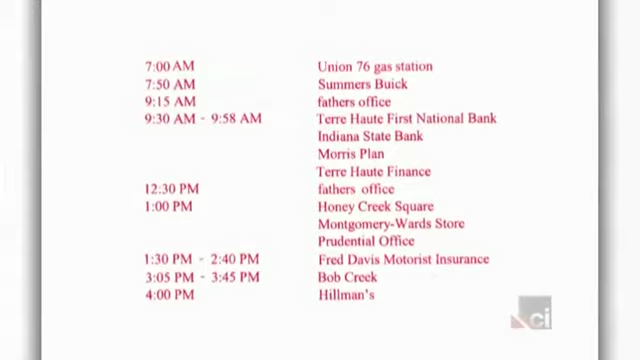 7:00 AM Union 76 gas station
7:50 AM Summers Buick
9:15 AM fathers office
9:30 AM - 9:58 AM Terre Haute First National Bank
Indiana State Bank
Morris Plan
Terre Haute Finance
12:30 PM fathers office
1:00 PM Honey Creek Square
Montgomery-Wards Store
Prudential Office
1:30 PM - 2:40 PM Fred Davis Motorist Insurance
3:05 PM - 3:45 PM Bob Creek
4:00 PM Hillman's
ci